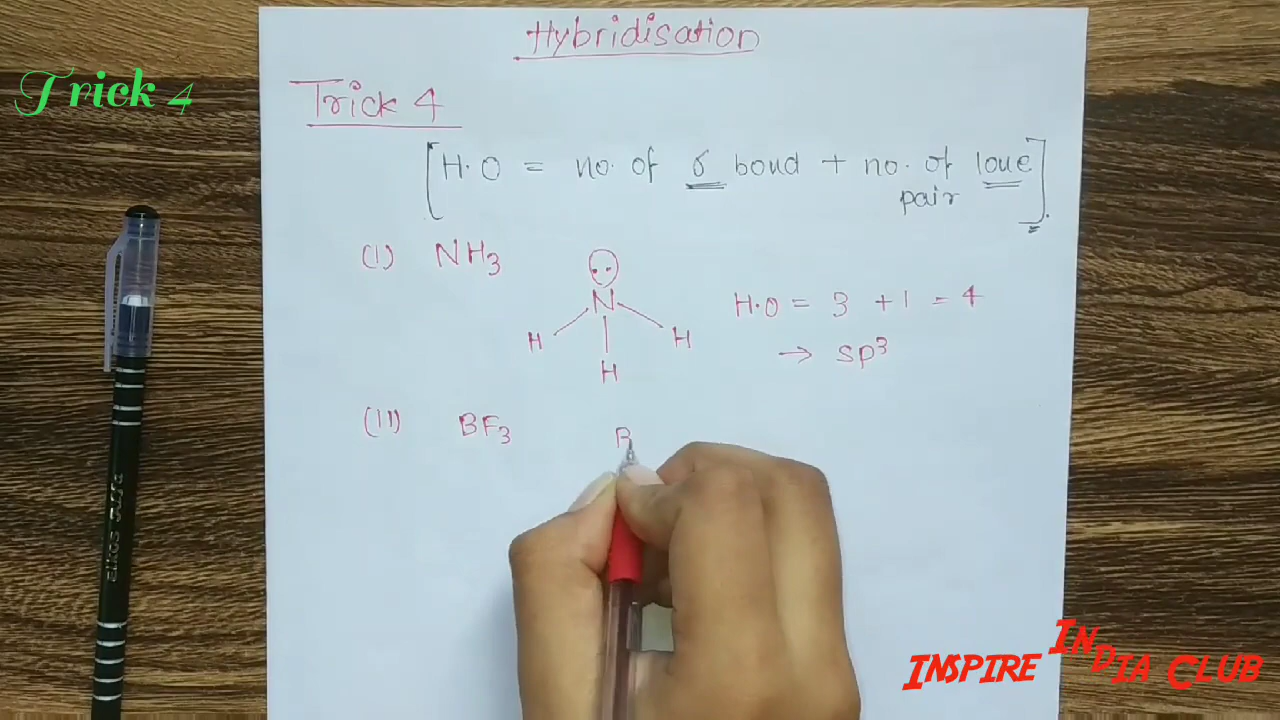 Hybridisation
Trick 4
Trick 4
[H.O = no. of σ bond + no. of lone pair].
(I) NH3
N
H H
H
H.O = 3 + 1 = 4
→ sp3
(II) BF3 B
elkos
INSPIRE INDIA CLUB